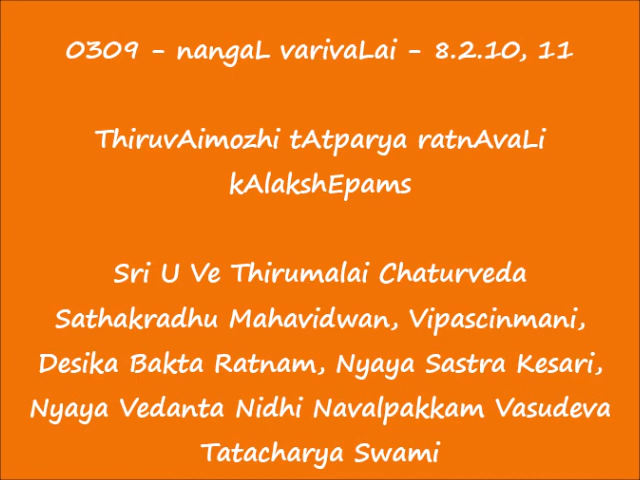 0309 - nangaL varivaLai - 8.2.10, 11
ThiruvAimozhi tAtparya ratnAvaLi
kAlakshEpams
Sri U Ve Thirumalai Chaturveda
Sathakradhu Mahavidwan, Vipascinmani,
Desika Bakta Ratnam, Nyaya Sastra Kesari,
Nyaya Vedanta Nidhi Navalpakkam Vasudeva
Tatacharya Swami